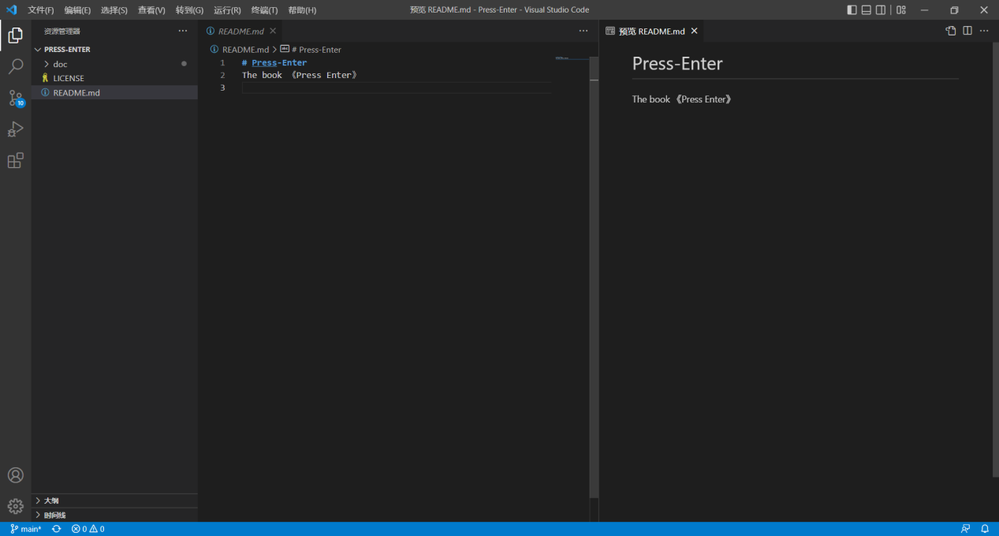 文件(F) 编辑(E) 选择(S) 查看(V) 转到(G) 运行(R) 终端(T) 帮助(H) 预览 README.md - Press-Enter - Visual Studio Code
资源管理器
PRESS-ENTER
doc
LICENSE
README.md
10
大纲
时间线
README.md
README.md # Press-Enter
1 # Press-Enter
2 The book 《Press Enter》
3
预览 README.md
Press-Enter
The book 《Press Enter》
main* 0 0